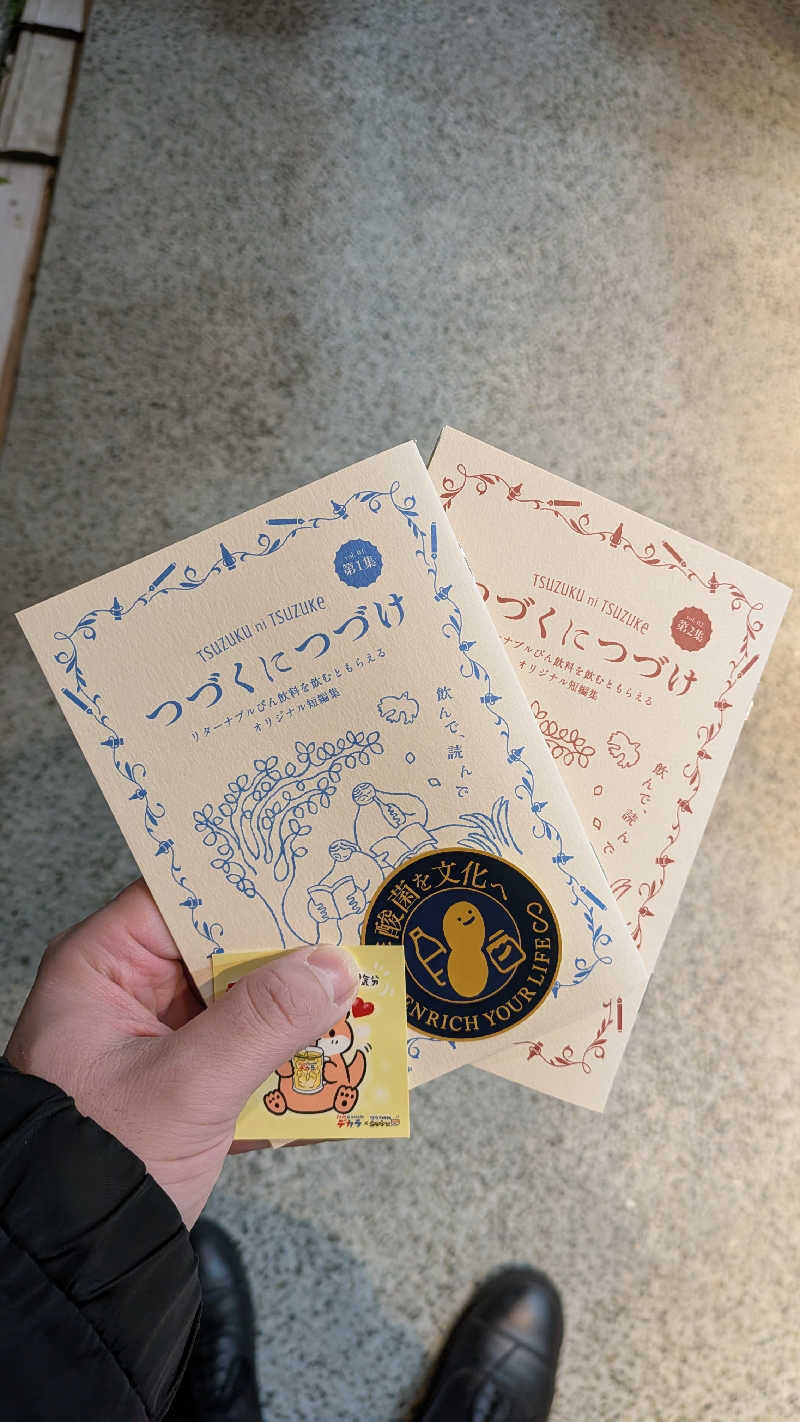 vol. 01
第1集
TSUZUKU ni TSUZUKe
つづくにつづけ
リターナブルびん飲料を飲むともらえる
オリジナル短編集
飲んで、読んで
vol. 02
第2集
TSUZUKU ni TSUZUKe
つづくにつづけ
ーナブルびん飲料を飲むともらえる
オリジナル短編集
飲んで、読んで
酸菌を文化へ
ENRICH YOUR LIFE